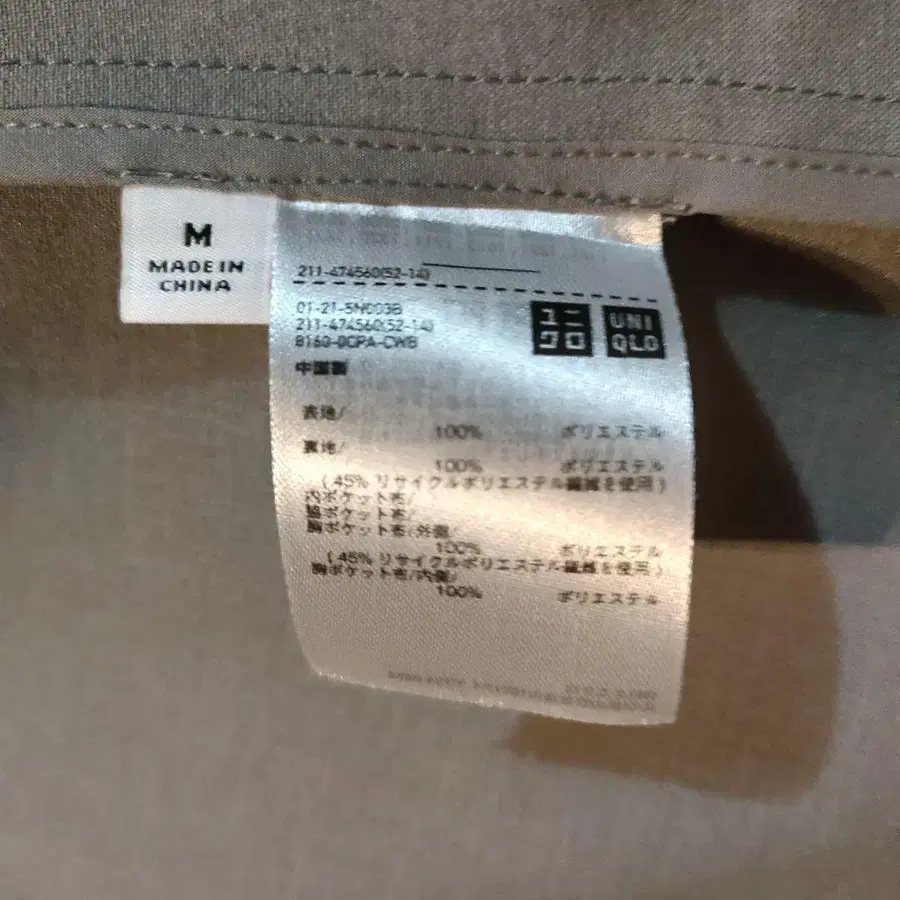 M
MADE IN
CHINA
211-474560(52-14)
01-21-5N003B
211-474560(52-14)
8160-0CPA-CWB
ユニ
クロ
UNI
QLO
中国製
表地/
100% ポリエステル
裏地/
100% ポリエステル
(45% リサイクルポリエステル繊維を使用)
内ポケット布/
脇ポケット布/
胸ポケット布/外側/
100% ポリエステル
(45% リサイクルポリエステル繊維を使用)
胸ポケット布/内側/
100% ポリエステル